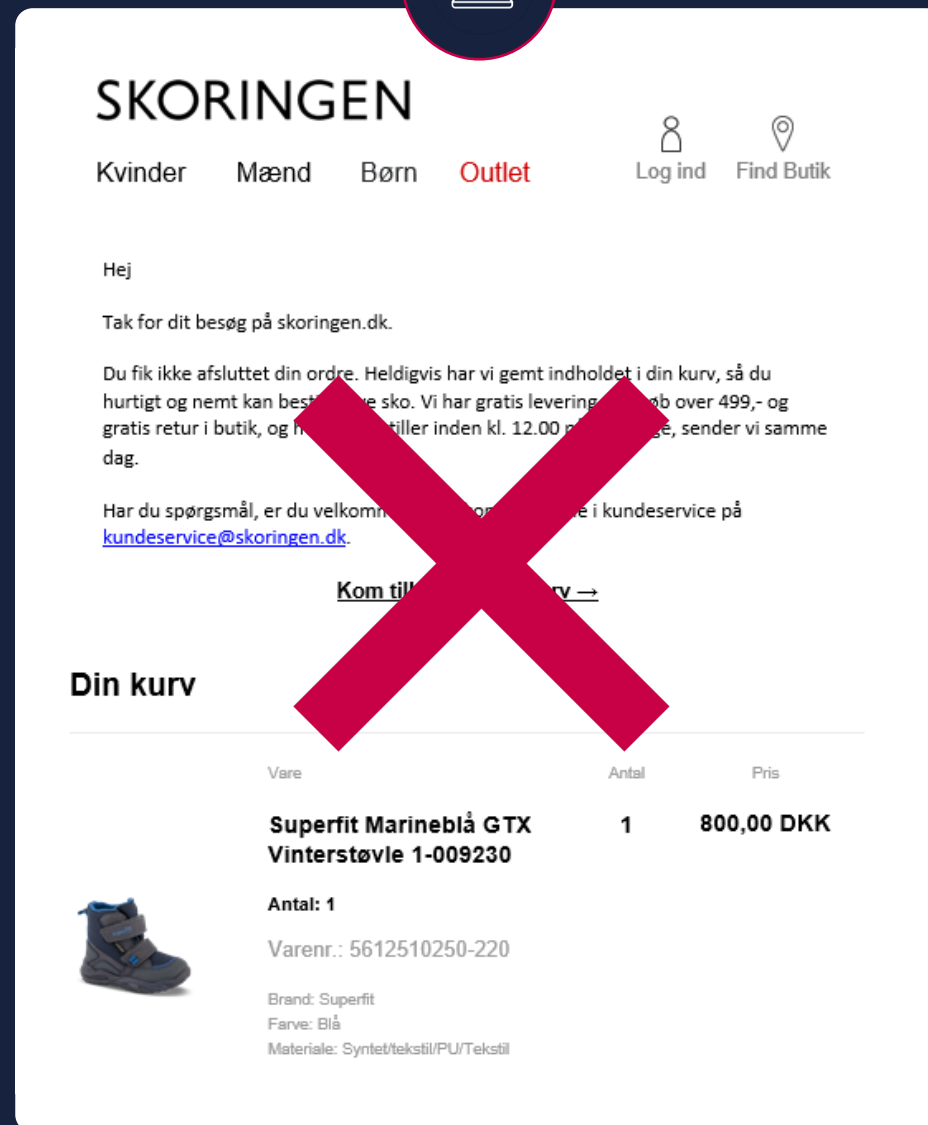 SKORINGEN
Kvinder Mænd Børn Outlet Log ind Find Butik
Hej
Tak for dit besøg på skoringen.dk.
Du fik ikke afsluttet din ordre. Heldigvis har vi gemt indholdet i din kurv, så du
hurtigt og nemt kan sko. Vi har gratis levering over 499,- og
gratis retur i butik, og inden kl. 12.00 sender vi samme
dag.
Har du spørgsmål, er du i kundeservice på
kundeservice@skoringen.dk.
Kom →
Din kurv
Vare Antal Pris
Superfit Marineblå GTX 1 800,00 DKK
Vinterstøvle 1-009230
Antal: 1
Varenr.: 5612510250-220
Brand: Superfit
Farve: Blå
Materiale: Syntet/tekstil/PU/Tekstil